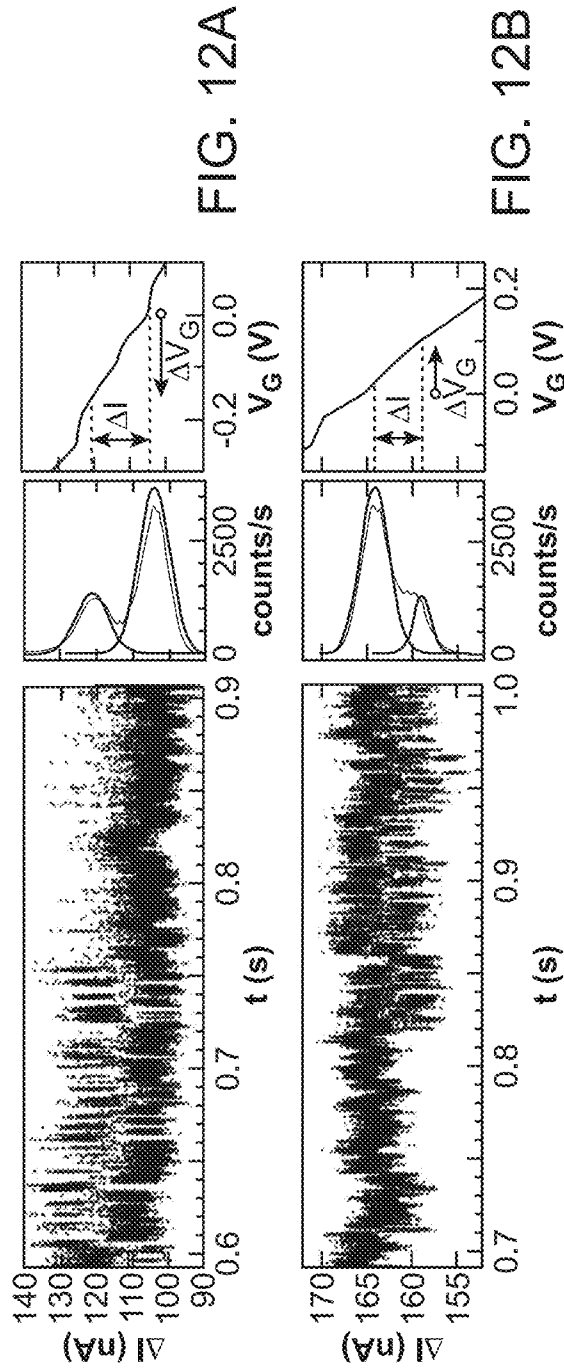 FIG. 12A
140
130
120
110
100
90
ΔI (nA)
0.6
0.7
0.8
0.9
t (s)
0
2500
counts/s
ΔI
ΔV_G
-0.2
0.0
V_G (V)
FIG. 12B
170
165
160
155
ΔI (nA)
0.7
0.8
0.9
1.0
t (s)
0
2500
counts/s
ΔI
ΔV_G
0.0
0.2
V_G (V)